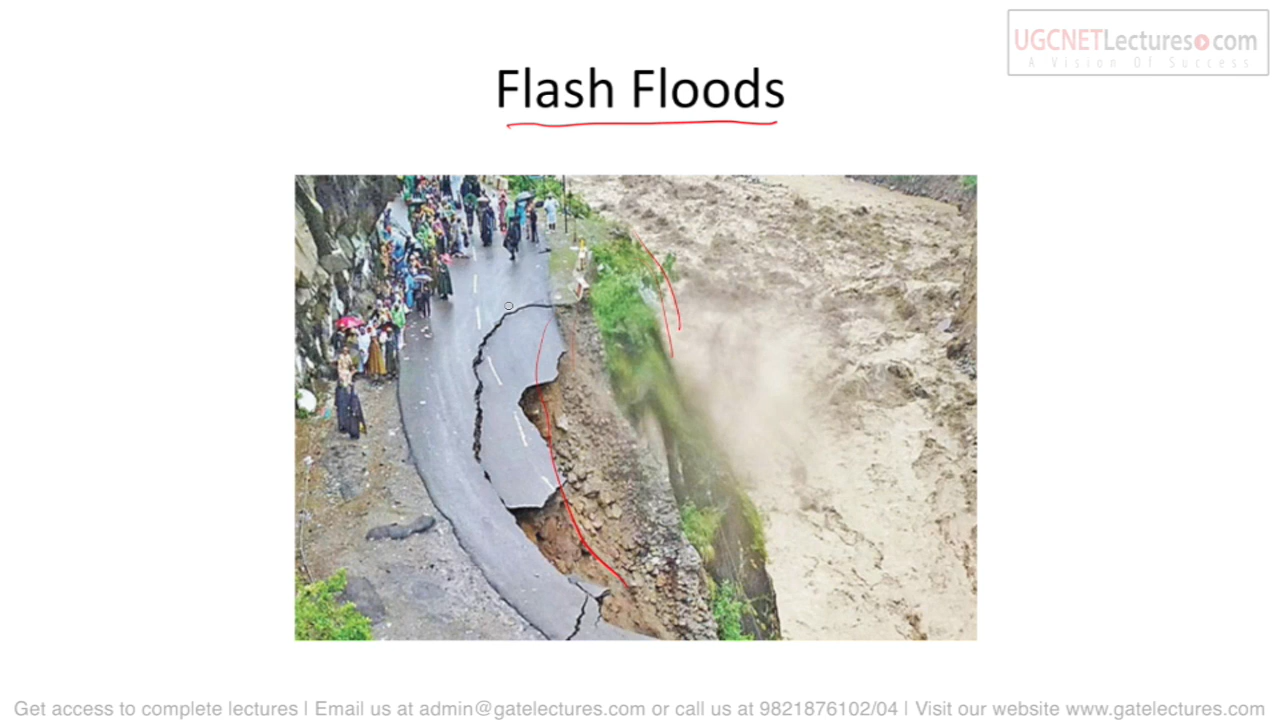 UGCNETLectures.com
A Vision Of Success
Flash Floods
Get access to complete lectures | Email us at admin@gatelectures.com or call us at 9821876102/04 | Visit our website www.gatelectures.com